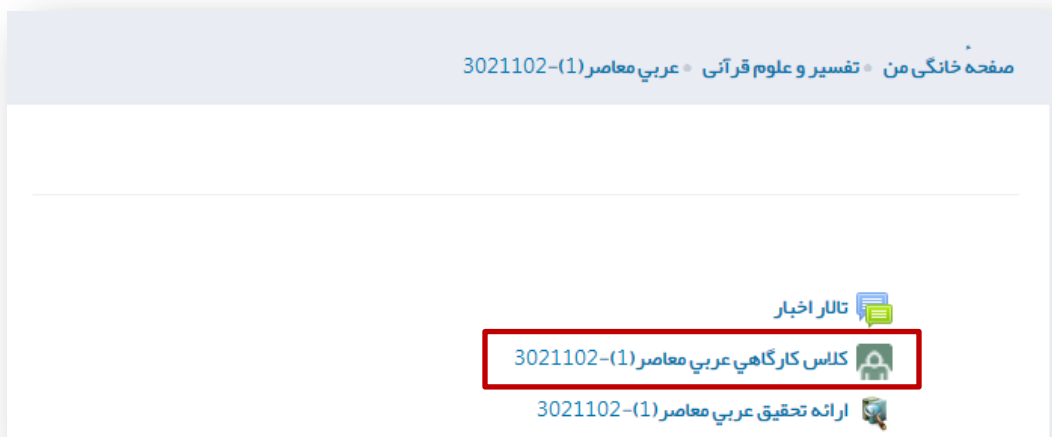 صفحهٔ خانگی من • تفسیر و علوم قرآنی • عربي معاصر(1)-3021102
تالار اخبار
کلاس کارگاهي عربي معاصر(1)-3021102
ارائه تحقیق عربي معاصر(1)-3021102